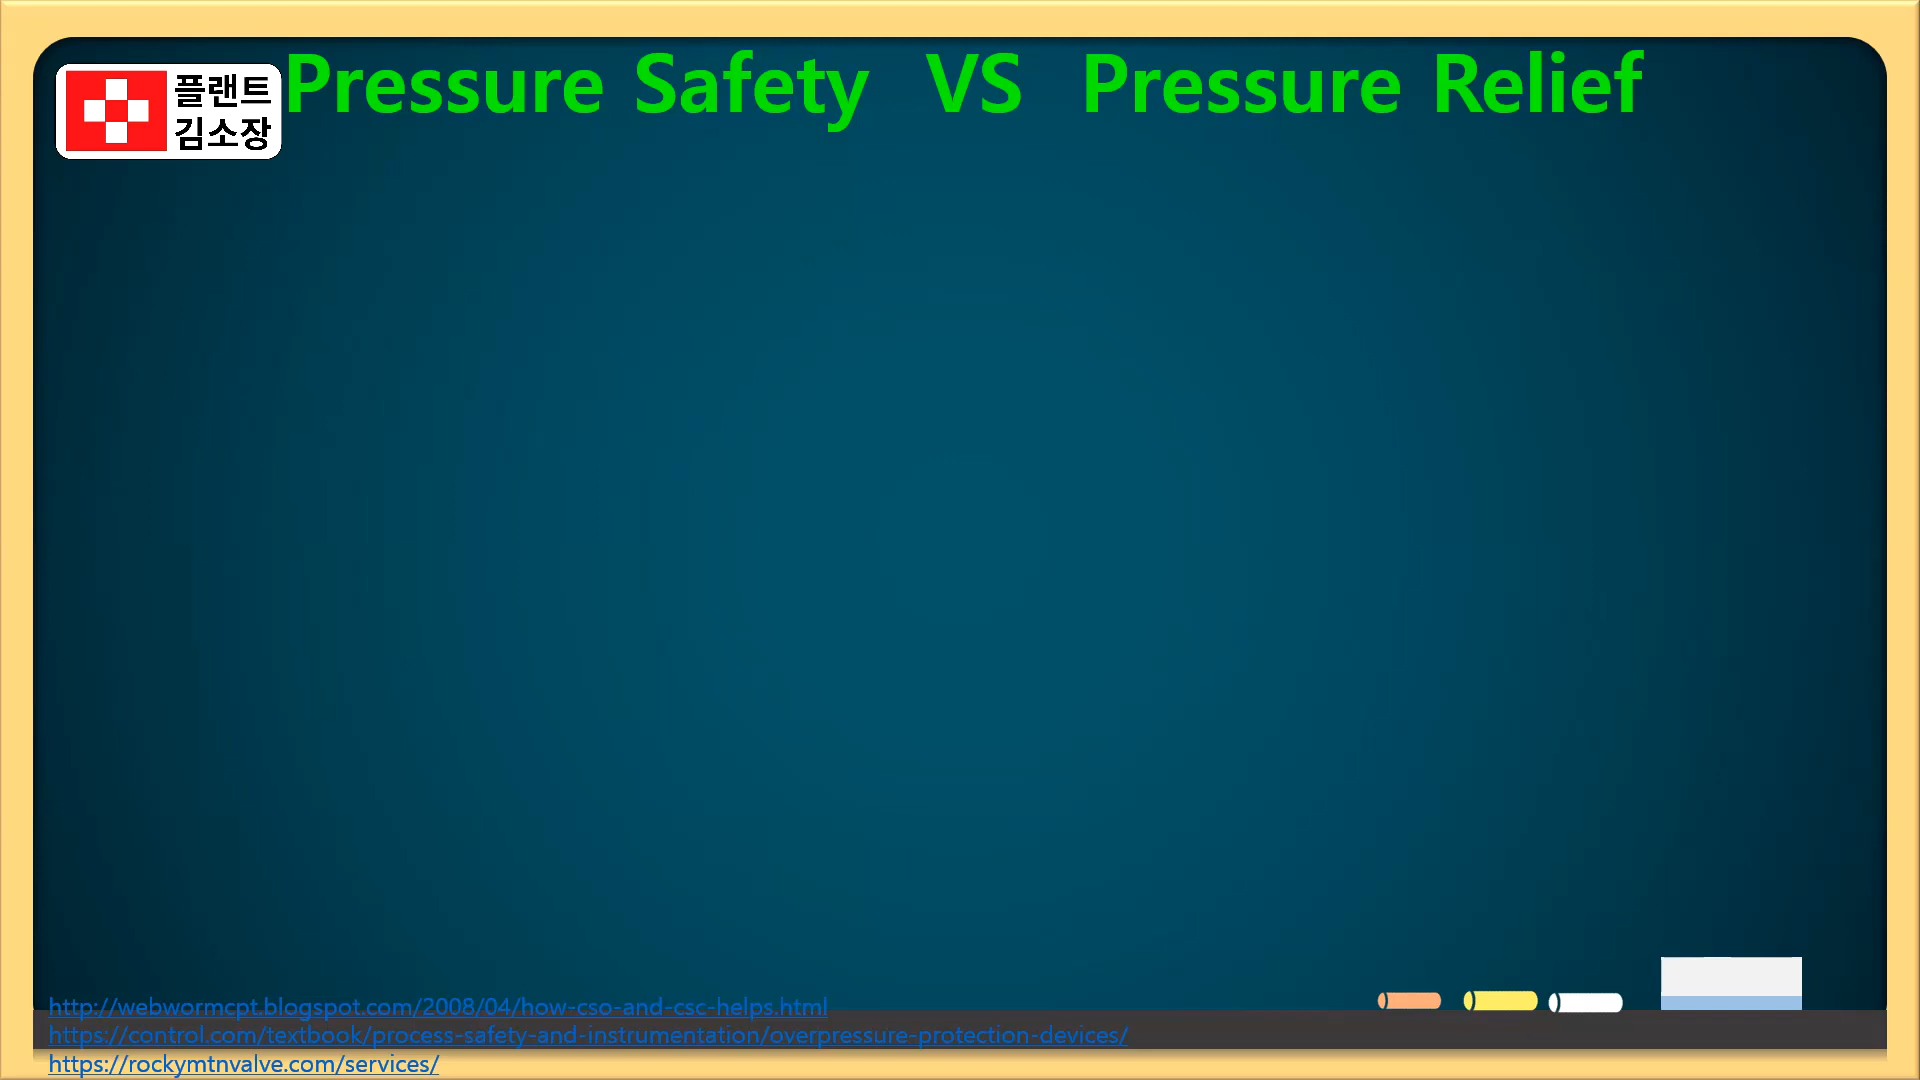 Pressure Safety VS Pressure Relief
플랜트
김소장
http://webwormcpt.blogspot.com/2008/04/how-cso-and-csc-helps.html
https://control.com/textbook/process-safety-and-instrumentation/overpressure-protection-devices/
https://rockymtnvalve.com/services/